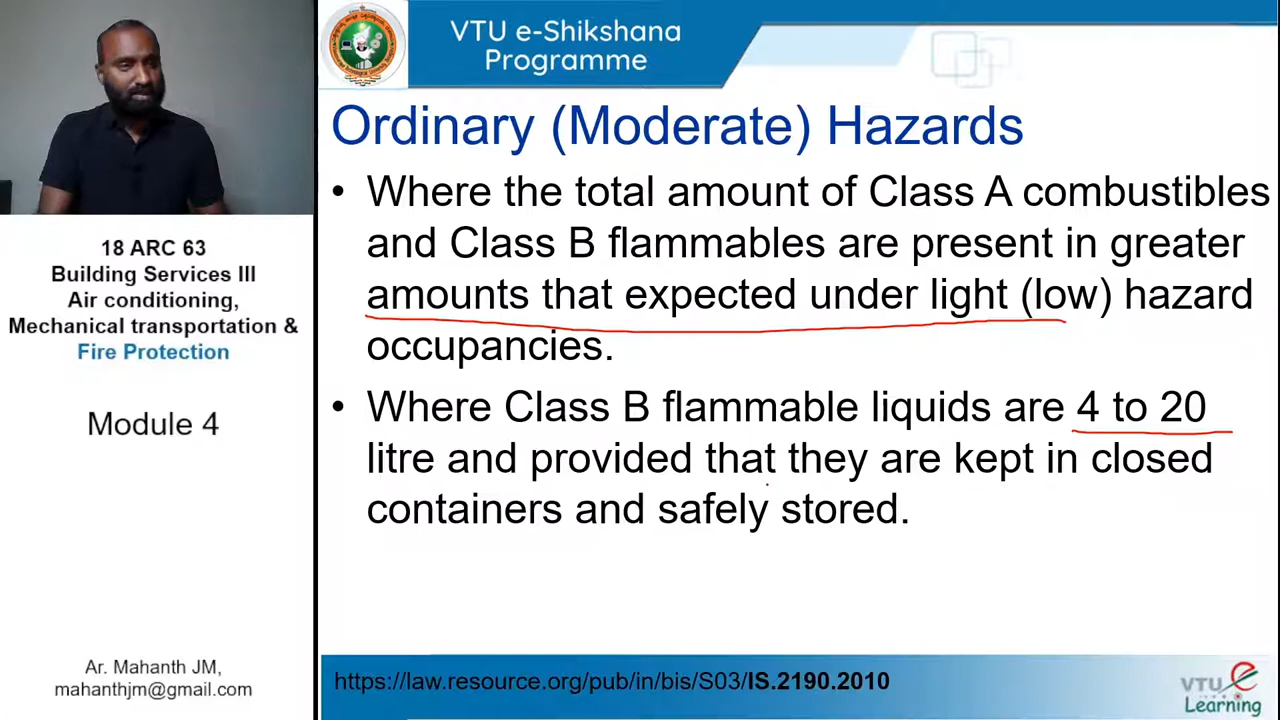 VTU e-Shikshana
Programme
Ordinary (Moderate) Hazards
• Where the total amount of Class A combustibles
and Class B flammables are present in greater
amounts that expected under light (low) hazard
occupancies.
• Where Class B flammable liquids are 4 to 20
litre and provided that they are kept in closed
containers and safely stored.
18 ARC 63
Building Services III
Air conditioning,
Mechanical transportation &
Fire Protection
Module 4
Ar. Mahanth JM,
mahanthjm@gmail.com
https://law.resource.org/pub/in/bis/S03/IS.2190.2010
VTU e
Learning